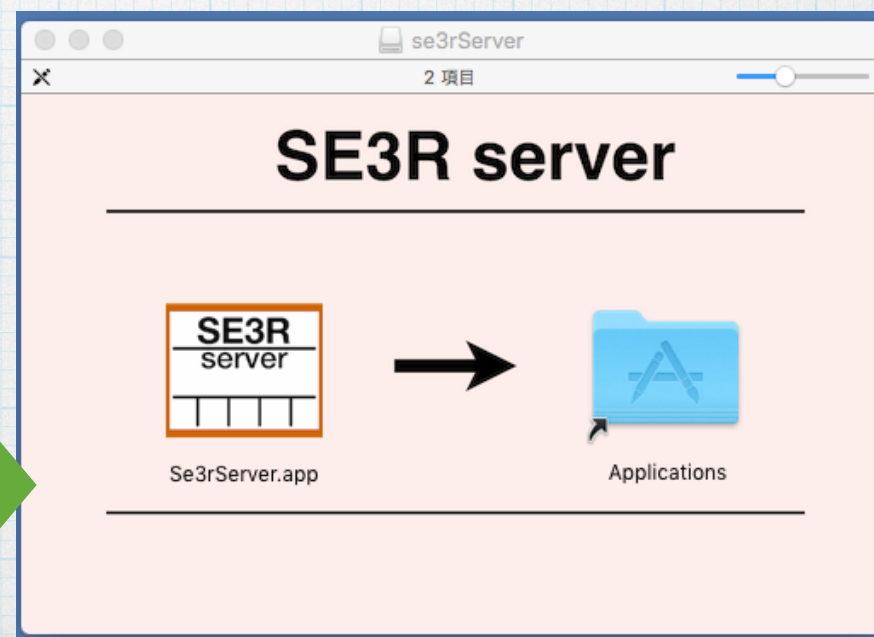 se3rServer
2 項目
SE3R server
SE3R
server
Se3rServer.app
Applications